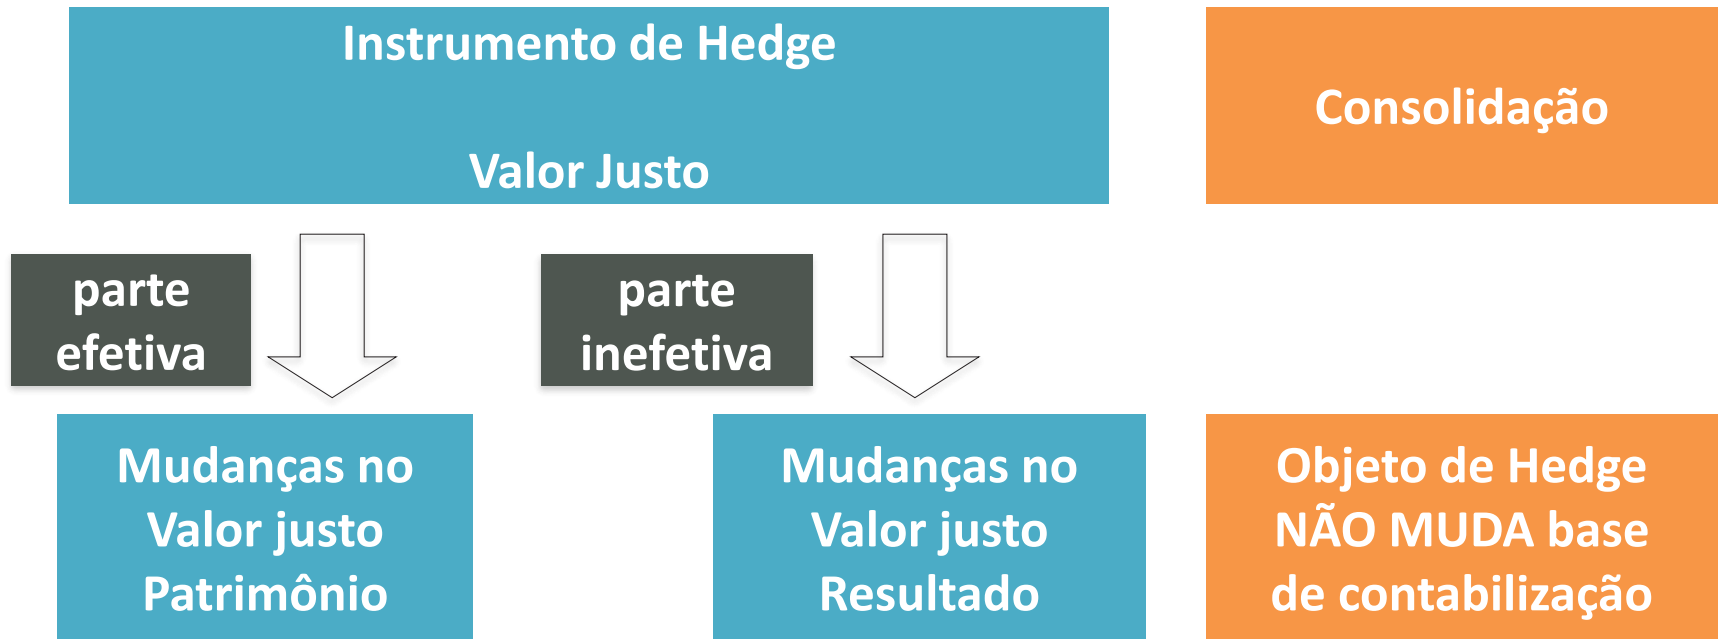 Instrumento de Hedge
Valor Justo
Consolidação
parte
efetiva
parte
inefetiva
Mudanças no
Valor justo
Patrimônio
Mudanças no
Valor justo
Resultado
Objeto de Hedge
NÃO MUDA base
de contabilização